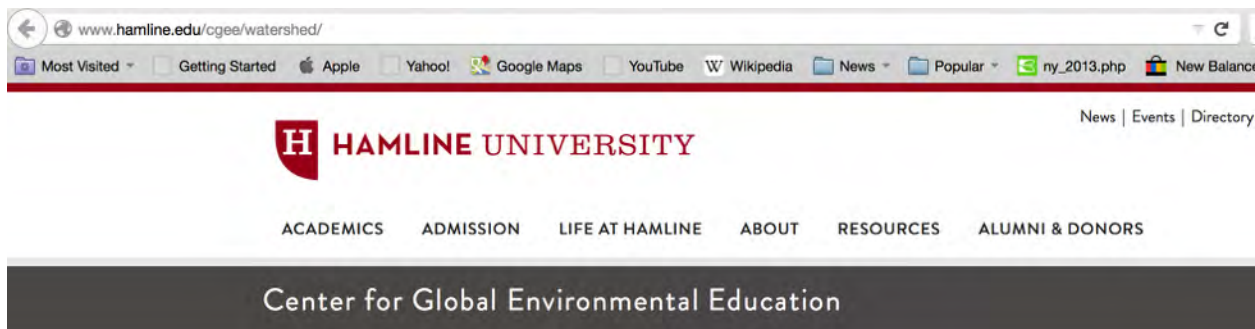 www.hamline.edu/cgee/watershed/
Most Visited Getting Started Apple Yahoo! Google Maps YouTube W Wikipedia News Popular ny_2013.php New Balance
News | Events | Directory
H HAMLINE UNIVERSITY
ACADEMICS ADMISSION LIFE AT HAMLINE ABOUT RESOURCES ALUMNI & DONORS
Center for Global Environmental Education